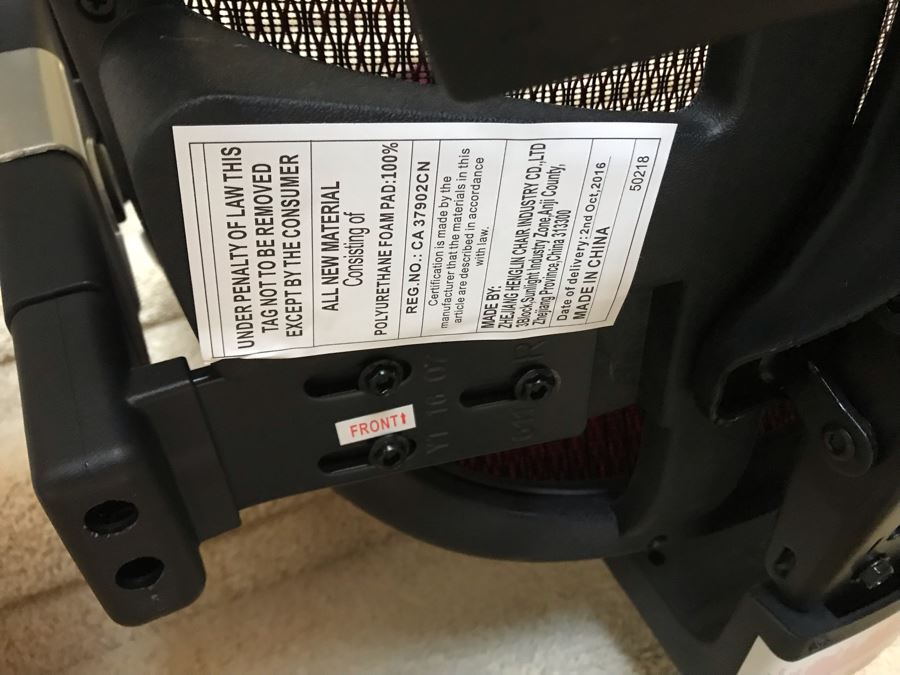 UNDER PENALTY OF LAW THIS
TAG NOT TO BE REMOVED
EXCEPT BY THE CONSUMER
ALL NEW MATERIAL
Consisting of
POLYURETHANE FOAM PAD:100%
REG.NO.: CA 37902CN
Certification is made by the
manufacturer that the materials in this
article are described in accordance
with law.
MADE BY:
ZHEJIANG HENGLIN CHAIR INDUSTRY CD.,LTD
3Block,Sunlight Industry Zone,Anji County,
Zhejiang Province,China 313300
Date of delivery:2nd Oct,2016
MADE IN CHINA
50218
FRONT↑